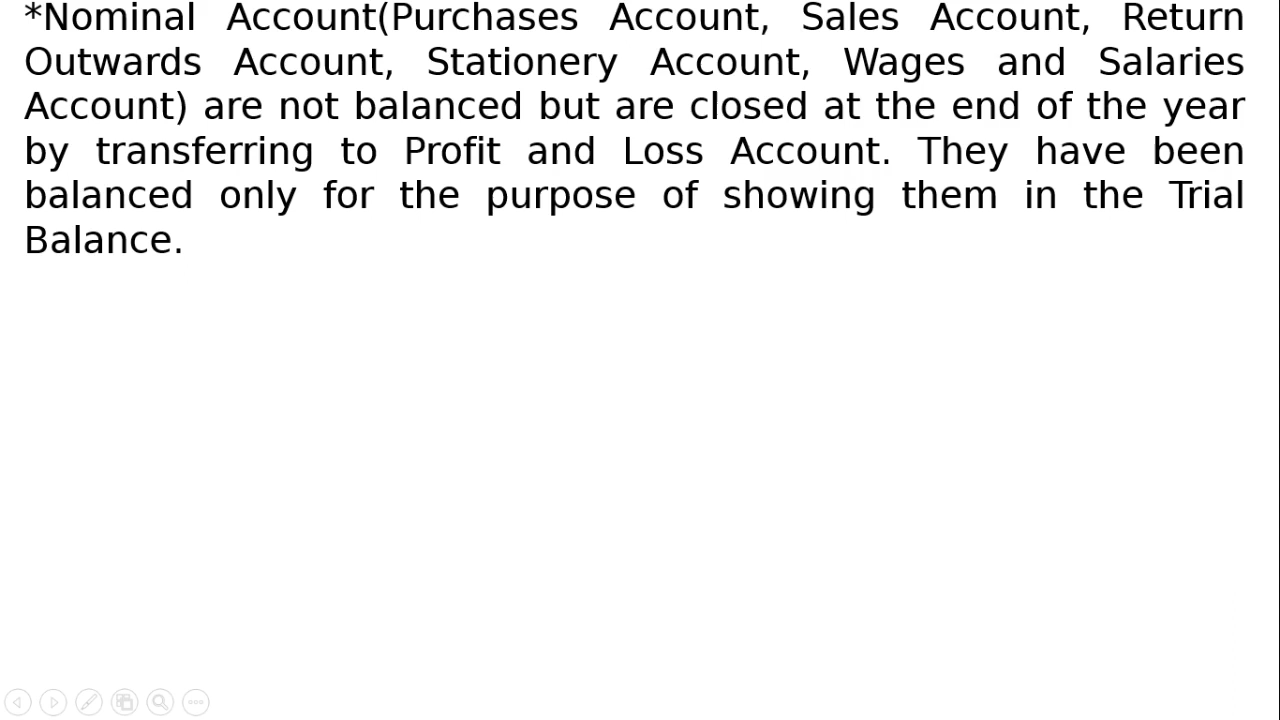 *Nominal Account(Purchases Account, Sales Account, Return
Outwards Account, Stationery Account, Wages and Salaries
Account) are not balanced but are closed at the end of the year
by transferring to Profit and Loss Account. They have been
balanced only for the purpose of showing them in the Trial
Balance.